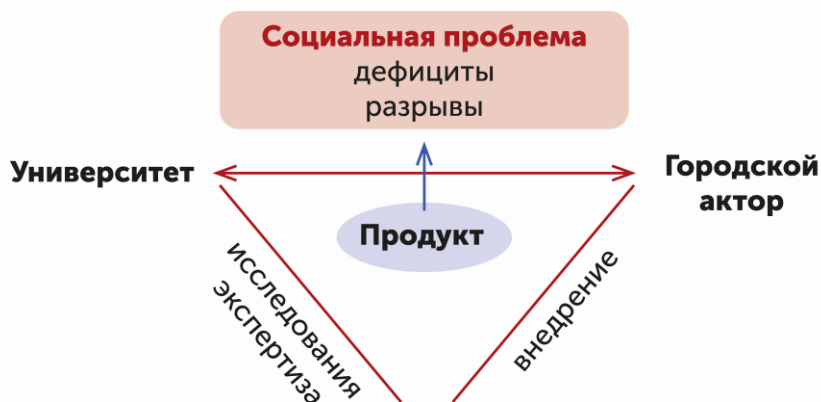 Социальная проблема
дефициты
разрывы
Университет
Городской
актор
Продукт
исследования
экспертиза
внедрение